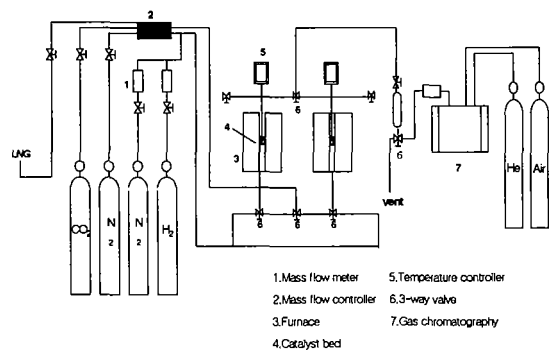 2
5
1
6
4
3
6
7
LNG
He
Air
vent
CO2
N2
N2
H2
6
6
6
1.Mass flow meter
2.Mass flow controller
3.Furnace
4.Catalyst bed
5.Temperature controller
6.3-way valve
7.Gas chromatography